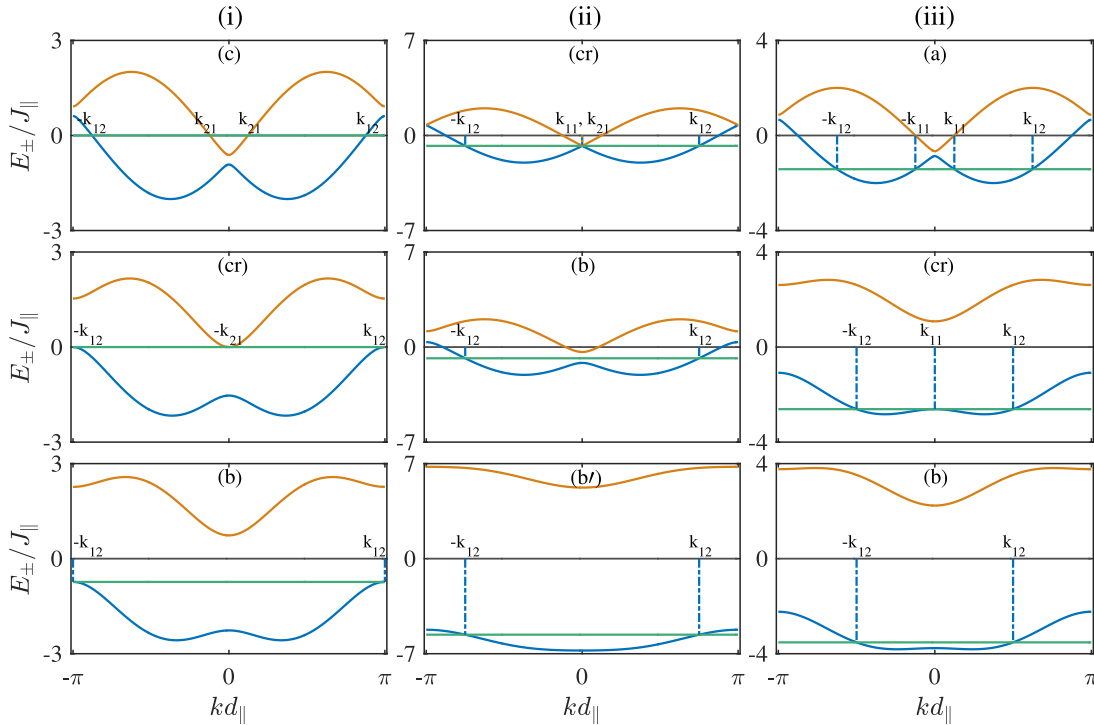 (i) (ii) (iii)
3 (c) 7 (cr) 4 (a)
-k12 k21 k21 k12 -k12 k11, k21 k12 -k12 -k11 k11 k12
E±/J∥ 0 0 0
-3 -7 -4
3 (cr) 7 (b) 4 (cr)
-k12 -k21 k12 -k12 k12 -k12 k11 k12
E±/J∥ 0 0 0
-3 -7 -4
3 (b) 7 (b′) 4 (b)
-k12 k12 -k12 k12 -k12 k12
E±/J∥ 0 0 0
-3 -7 -4
-π 0 π -π 0 π -π 0 π
kd∥ kd∥ kd∥